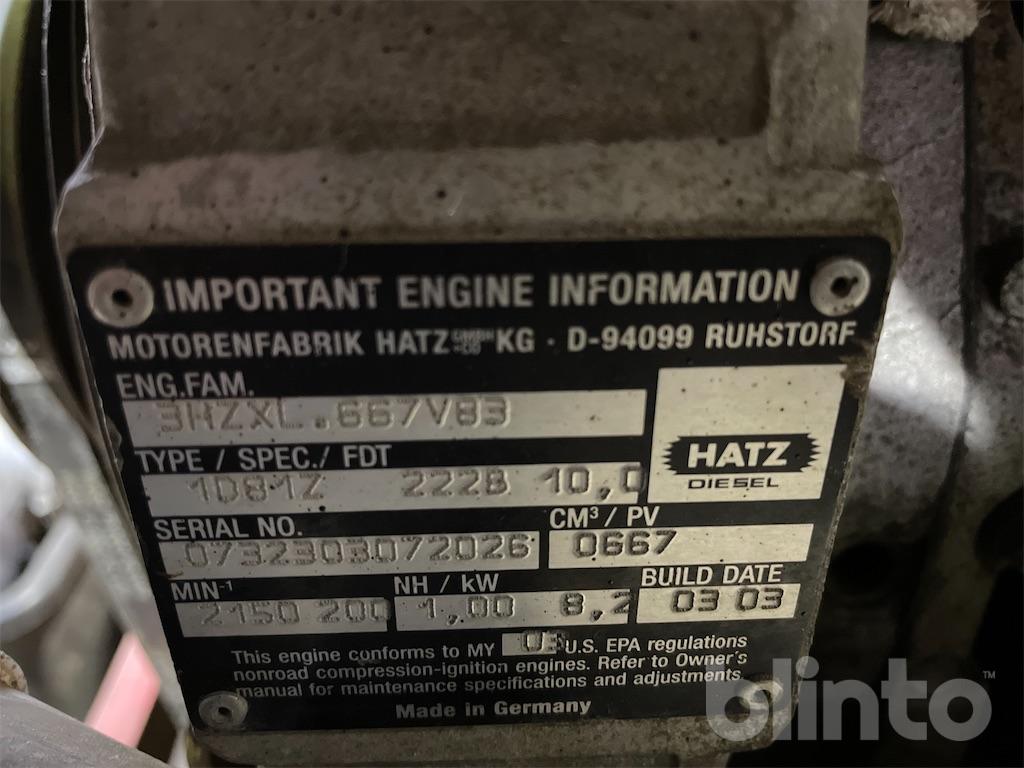 IMPORTANT ENGINE INFORMATION
MOTORENFABRIK HATZ GMBH +CO KG · D-94099 RUHSTORF
ENG.FAM.
3HZXL.667V83
HATZ
DIESEL
TYPE / SPEC./ FDT
1D81Z 222B 10,0
SERIAL NO.
0732303072026
CM³ / PV
0667
MIN-1
2150 200
NH / kW
1,00 8,2
BUILD DATE
03 03
This engine conforms to MY 03 U.S. EPA regulations
nonroad compression-ignition engines. Refer to Owner's
manual for maintenance specifications and adjustments.
Made in Germany
blinto™